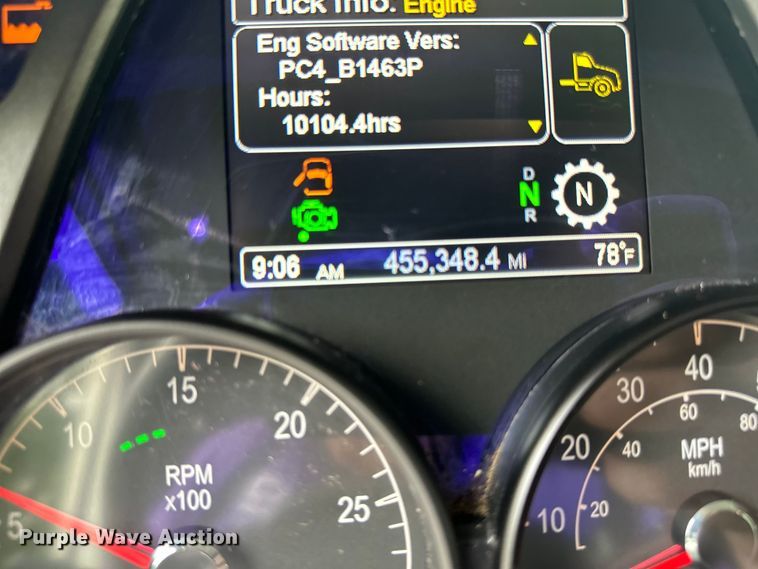 Truck Info: Engine
Eng Software Vers:
PC4_B1463P
Hours:
10104.4hrs
D
N
R
N
9:06 AM 455,348.4 MI 78°F
5
10
15
20
25
RPM
x100
10
20
30
40
20
40
60
80
MPH
km/h
Purple Wave Auction